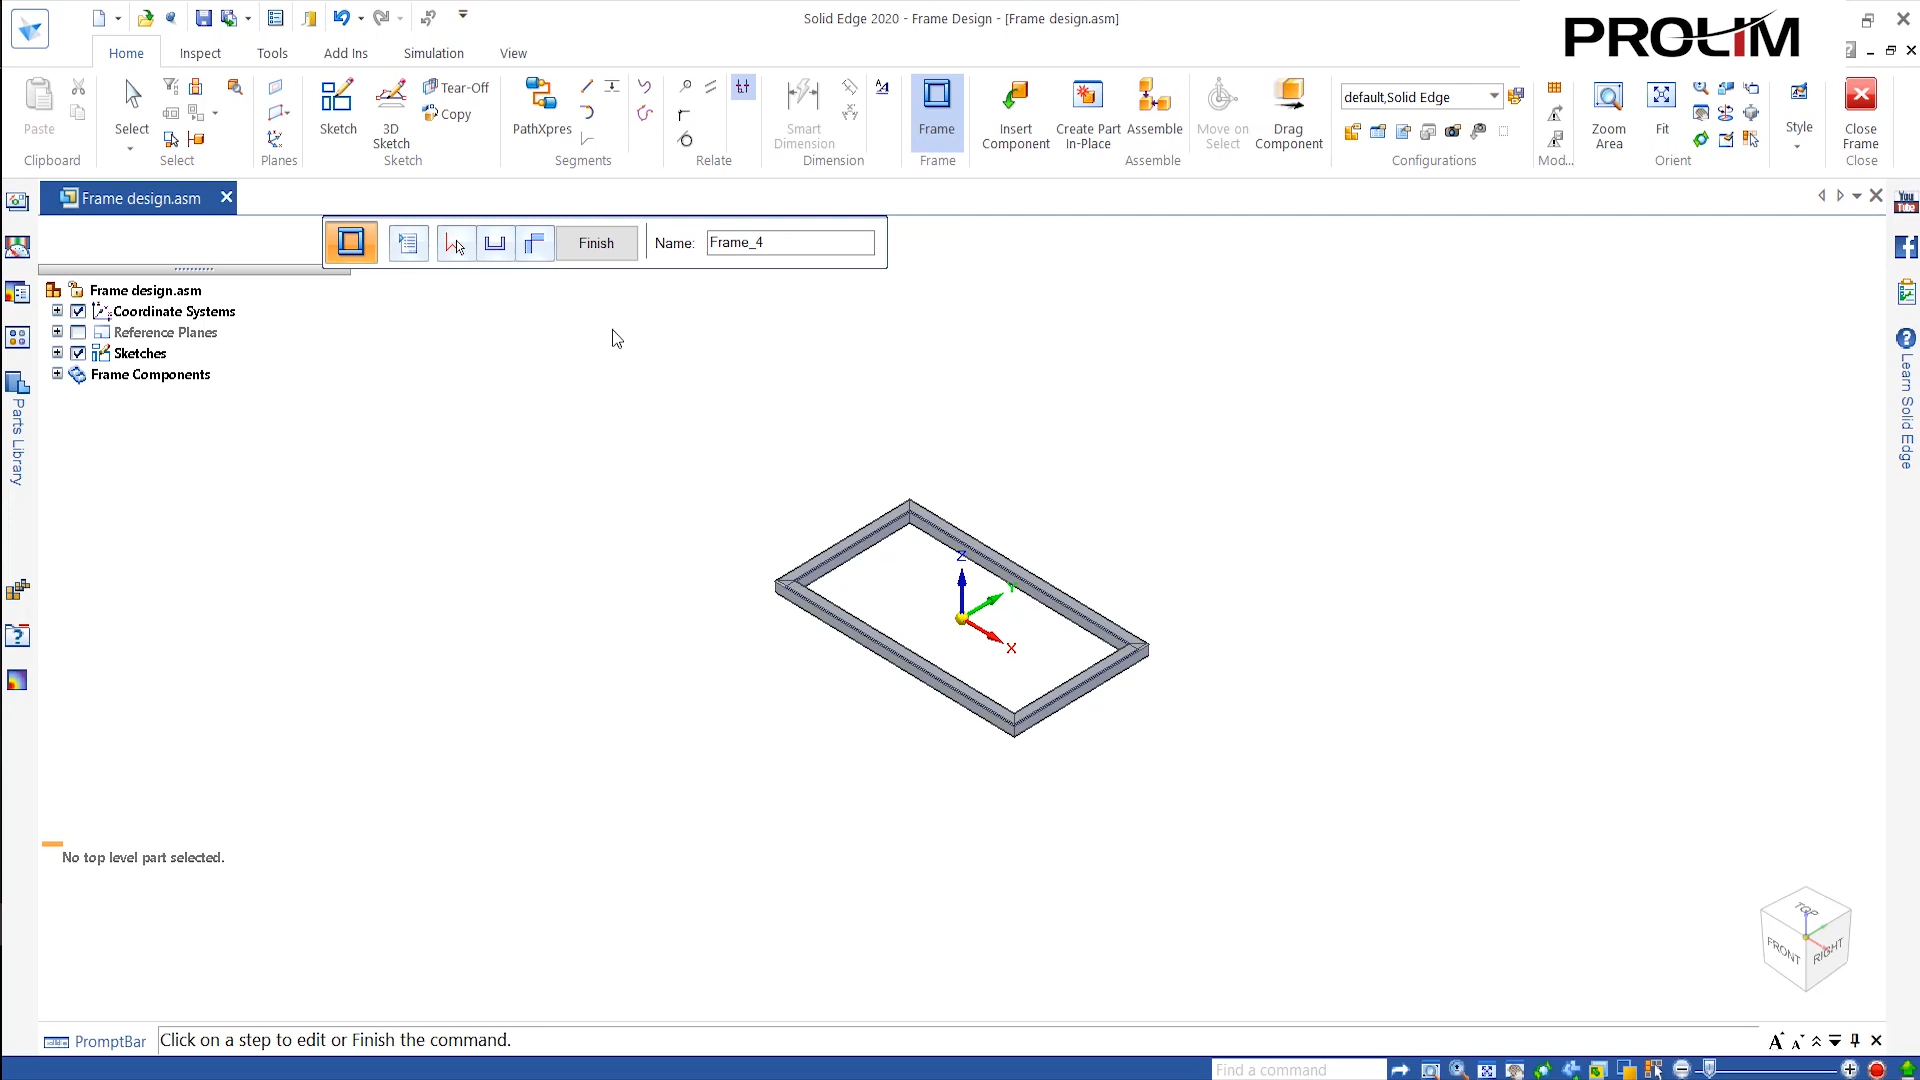 Solid Edge 2020 - Frame Design - [Frame design.asm]
PROLIM
Home
Inspect
Tools
Add Ins
Simulation
View
Paste
Clipboard
Select
Select
Planes
Sketch
3D
Sketch
Tear-Off
Copy
Sketch
PathXpres
Segments
Relate
Smart
Dimension
Dimension
Frame
Frame
Insert
Component
Create Part
In-Place
Assemble
Assemble
Move on
Select
Drag
Component
default,Solid Edge
Configurations
Mod...
Zoom
Area
Fit
Orient
Style
Close
Frame
Close
Frame design.asm
Finish
Name:
Frame_4
You
Tube
Frame design.asm
Coordinate Systems
Reference Planes
Sketches
Frame Components
Parts Library
Learn Solid Edge
Z
Y
X
No top level part selected.
TOP
FRONT
RIGHT
PromptBar
Click on a step to edit or Finish the command.
Find a command